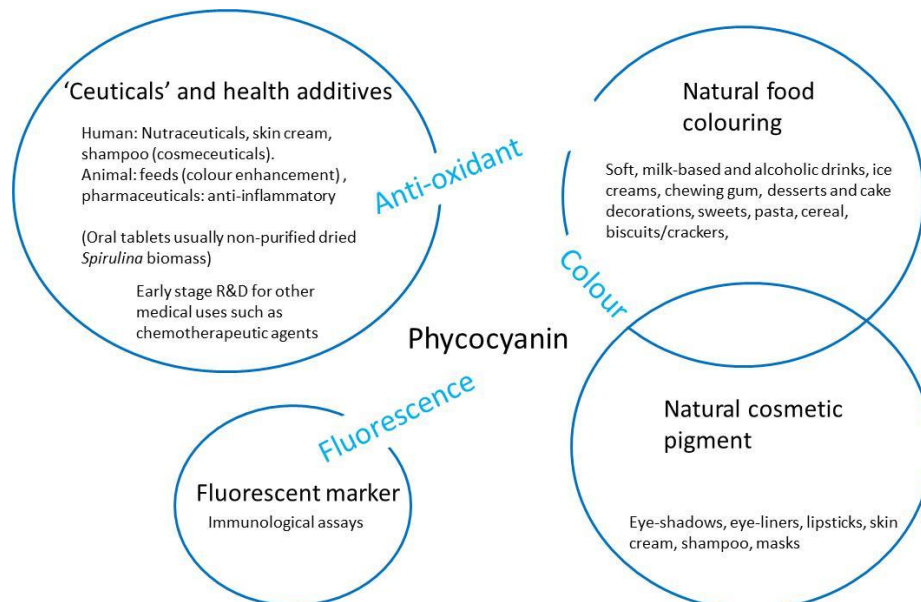 ‘Ceuticals’ and health additives
Human: Nutraceuticals, skin cream,
shampoo (cosmeceuticals).
Animal: feeds (colour enhancement) ,
pharmaceuticals: anti-inflammatory
(Oral tablets usually non-purified dried
Spirulina biomass)
Early stage R&D for other
medical uses such as
chemotherapeutic agents
Anti-oxidant
Natural food
colouring
Soft, milk-based and alcoholic drinks, ice
creams, chewing gum, desserts and cake
decorations, sweets, pasta, cereal,
biscuits/crackers,
Colour
Phycocyanin
Fluorescence
Natural cosmetic
pigment
Eye-shadows, eye-liners, lipsticks, skin
cream, shampoo, masks
Fluorescent marker
Immunological assays